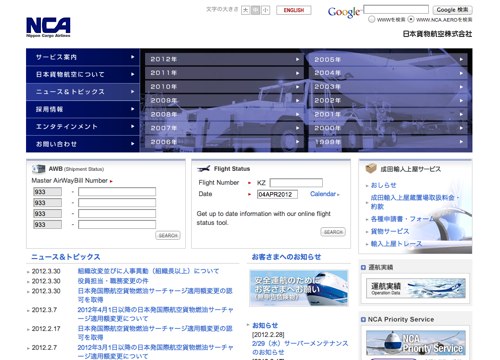 文字の大きさ 大 中 小
ENGLISH
Google
Google 検索
WWWを検索 WWW.NCA.AEROを検索
NCA
Nippon Cargo Airlines
日本貨物航空株式会社
サービス案内
日本貨物航空について
ニュース＆トピックス
採用情報
エンタテインメント
お問い合わせ
2012年
2011年
2010年
2009年
2008年
2007年
2006年
2005年
2004年
2003年
2002年
2001年
2000年
1999年
AWB (Shipment Status)
Master AirWayBill Number
933 -
933 -
933 -
933 -
SEARCH
Flight Status
Flight Number KZ
Date 04APR2012 Calendar
Get up to date information with our online flight
status tool.
SEARCH
成田輸入上屋サービス
おしらせ
成田輸入上屋蔵置場取扱料金・
約款
各種申請書・フォーム
貨物サービス
輸入上屋トレース
ニュース＆トピックス
2012.3.30 組織改定並びに人事異動（組織長以上）について
2012.3.30 役員担当・職務変更の件
2012.3.30 日本発国際航空貨物燃油サーチャージ適用額変更の認
可を取得
2012.3.7 2012年4月1日以降の日本発国際航空貨物燃油サーチ
ャージ適用額変更について
2012.2.17 日本発国際航空貨物燃油サーチャージ適用額変更の認
可を取得
2012.2.7 2012年3月1日以降の日本発国際航空貨物燃油サーチ
お客さまへのお知らせ
安全運航のために
お客さまへお願い
お知らせ
[2012.2.28]
2/29（水）サーバーメンテナンス
のお知らせ
運航実績
運航実績
Operation Data
NCA Priority Service
NCA
Priority Service